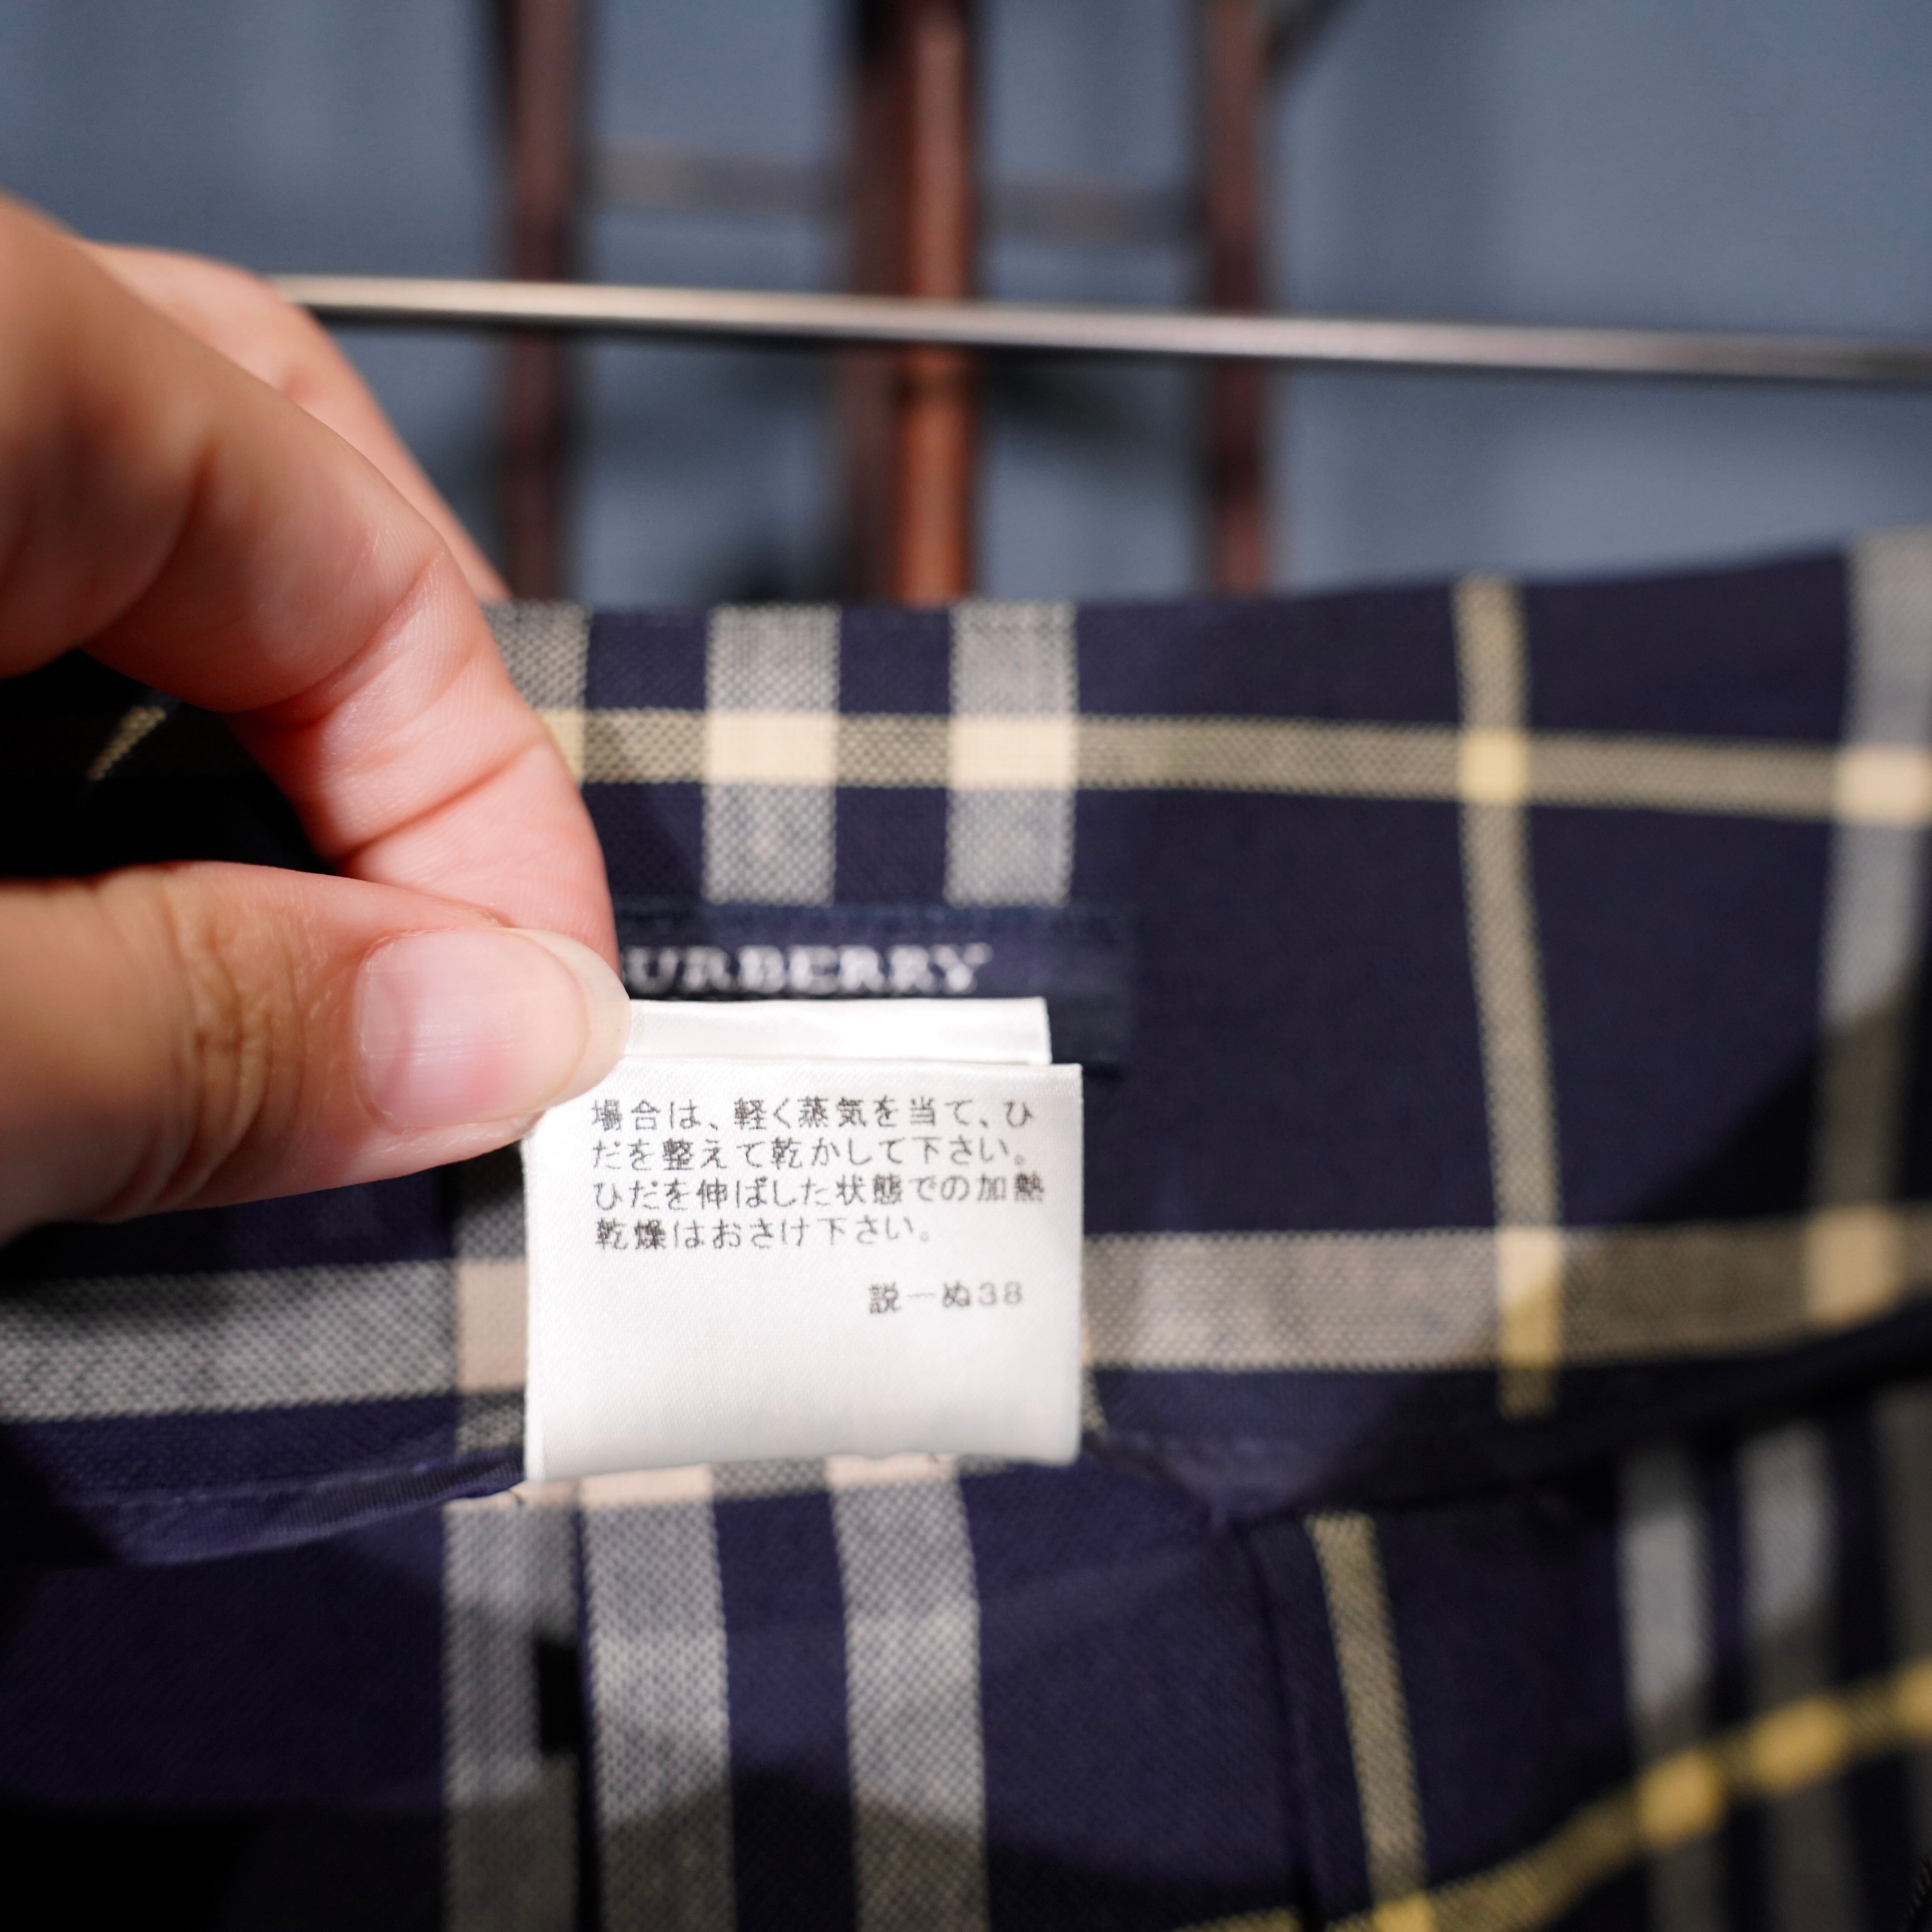 URBERRY
場合は、軽く蒸気を当て、ひ
だを整えて乾かして下さい。
ひだを伸ばした状態での加熱
乾燥はおさけ下さい。
説ーぬ38